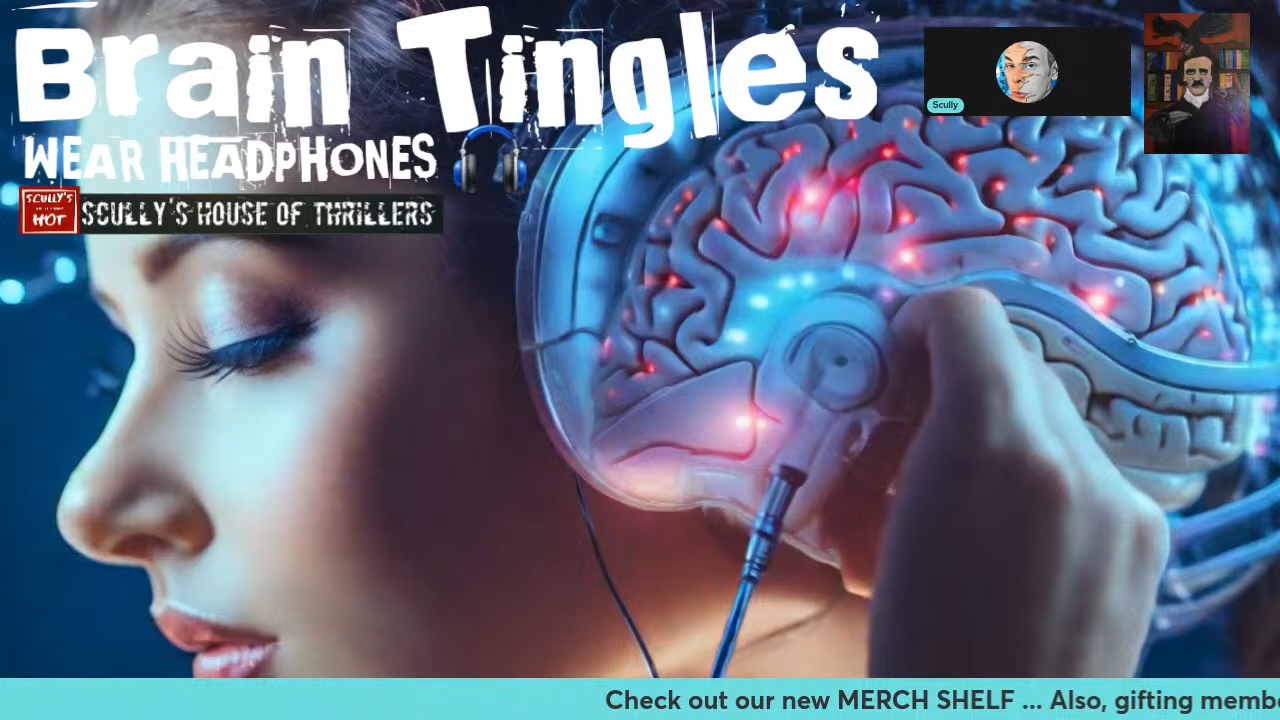 Brain Tingles
WEAR HEADPHONES
SCULLY'S
HOT
SCULLY'S HOUSE OF THRILLERS
Scully
Check out our new MERCH SHELF ... Also, gifting membe